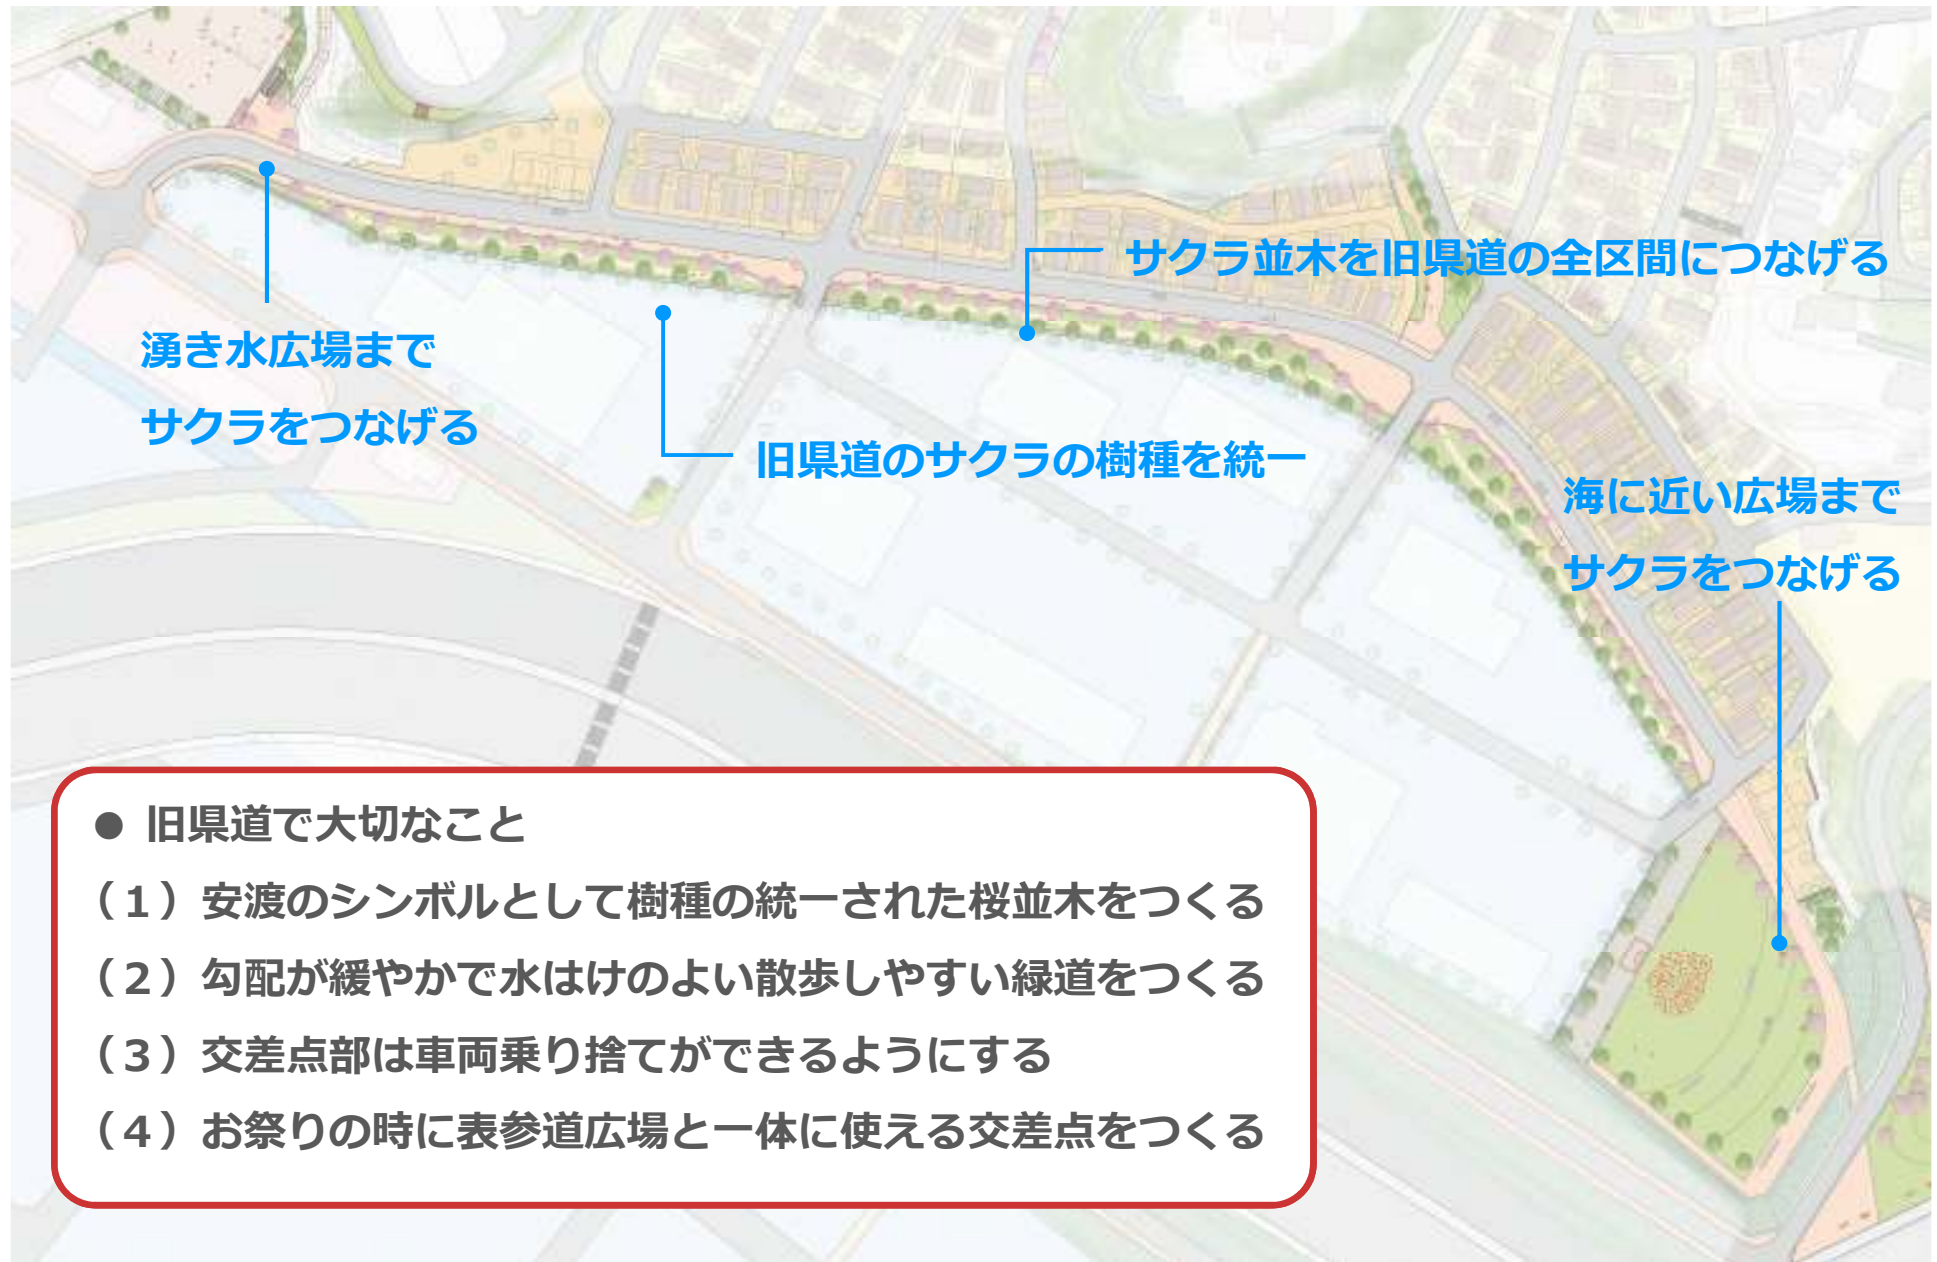 サクラ並木を旧県道の全区間につなげる
湧き水広場まで
サクラをつなげる
旧県道のサクラの樹種を統一
海に近い広場まで
サクラをつなげる
● 旧県道で大切なこと
（１）安渡のシンボルとして樹種の統一された桜並木をつくる
（２）勾配が緩やかで水はけのよい散歩しやすい緑道をつくる
（３）交差点部は車両乗り捨てができるようにする
（４）お祭りの時に表参道広場と一体に使える交差点をつくる